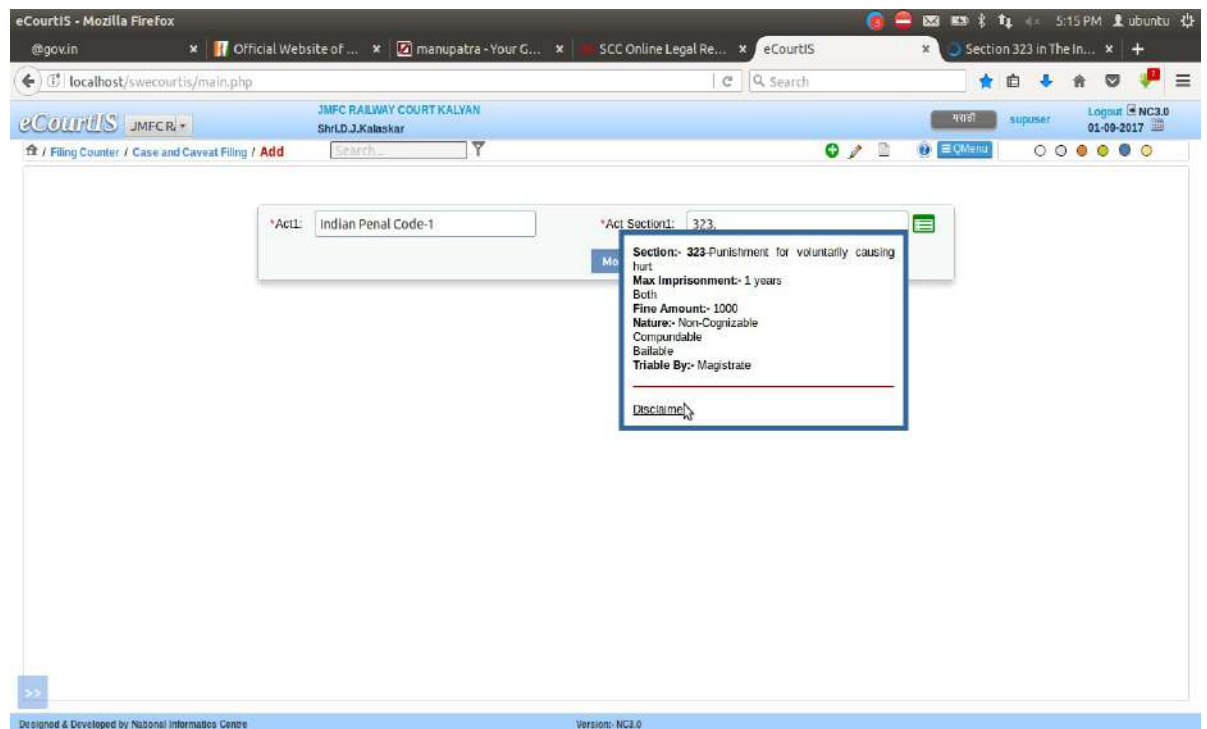 eCourtIS - Mozilla Firefox
5:15 PM ubuntu
@gov.in
Official Website of ...
manupatra - Your G...
SCC Online Legal Re...
eCourtIS
Section 323 in The In...
localhost/swecourtis/main.php
Search
eCourtIS
JMFC R
JMFC RAILWAY COURT KALYAN
Shri.D.J.Kalaskar
मराठी
supuser
Logout NC3.0
01-09-2017
/ Filing Counter / Case and Caveat Filing / Add
Search...
QMenu
*Act1:
Indian Penal Code-1
*Act Section1:
323,
Mo
Section:- 323-Punishment for voluntarily causing
hurt
Max Imprisonment:- 1 years
Both
Fine Amount:- 1000
Nature:- Non-Cognizable
Compundable
Bailable
Triable By:- Magistrate
Disclaime
>>
Designed & Developed by National Informatics Centre
Version:- NC3.0